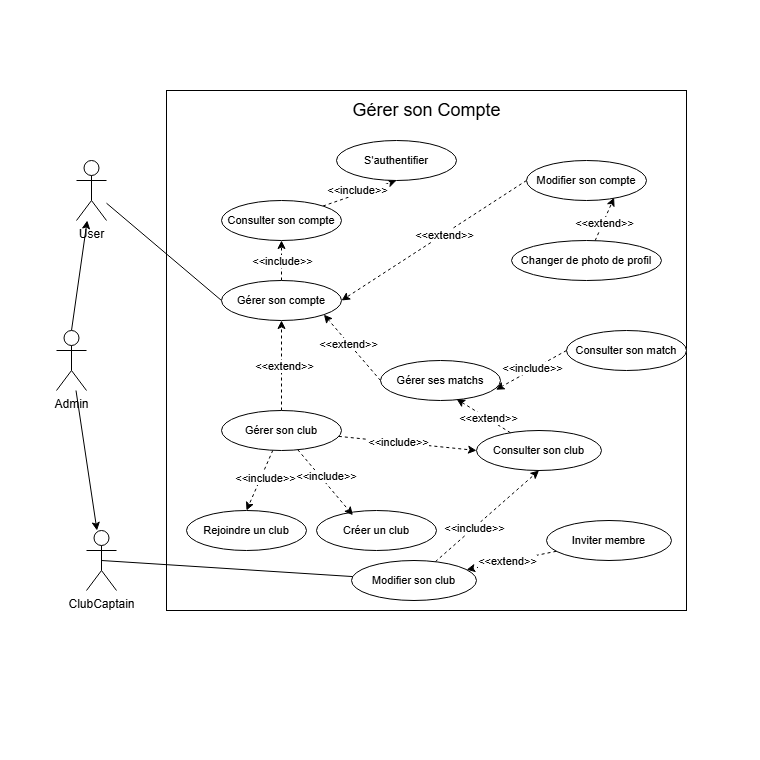 Gérer son Compte
S'authentifier
Modifier son compte
<<include>>
Consulter son compte
<<extend>>
<<extend>>
User
Changer de photo de profil
<<include>>
Gérer son compte
<<extend>>
Consulter son match
<<extend>>
<<include>>
Gérer ses matchs
Admin
<<extend>>
Gérer son club
<<include>>
Consulter son club
<<include>>
<<include>>
Rejoindre un club
Créer un club
<<include>>
Inviter membre
<<extend>>
Modifier son club
ClubCaptain